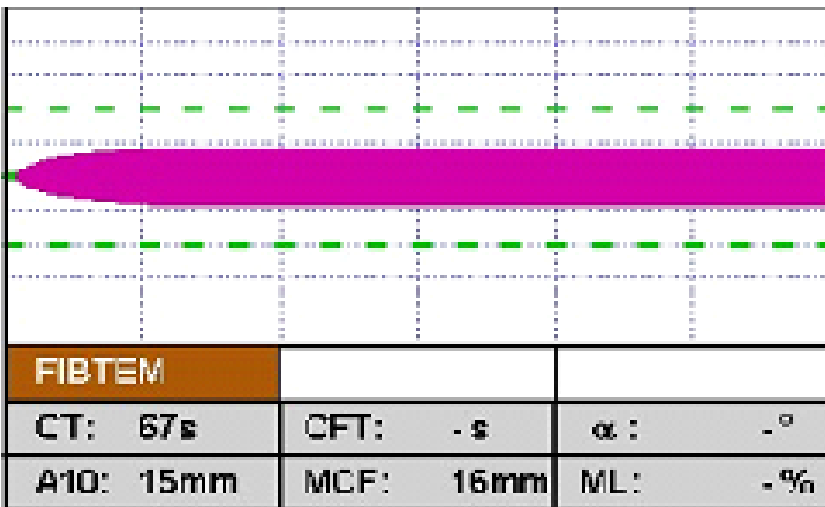 FIBTEM
CT: 67s CFT: - s α : - °
A10: 15mm MCF: 16mm ML: - %